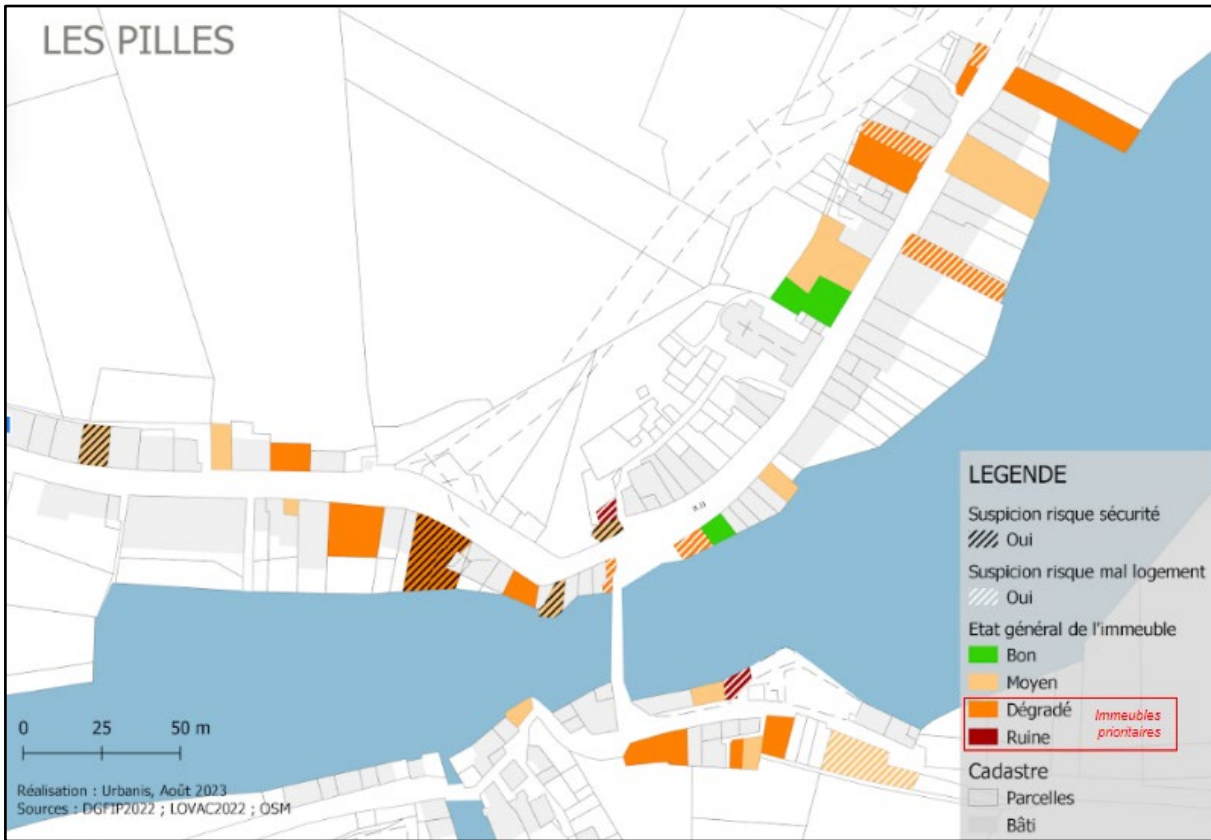 LES PILLES
LEGENDE
Suspicion risque sécurité
Oui
Suspicion risque mal logement
Oui
Etat général de l'immeuble
Bon
Moyen
Dégradé
Ruine
Immeubles
prioritaires
Cadastre
Parcelles
Bâti
0 25 50 m
Réalisation : Urbanis, Août 2023
Sources : DGFIP2022 ; LOVAC2022 ; OSM